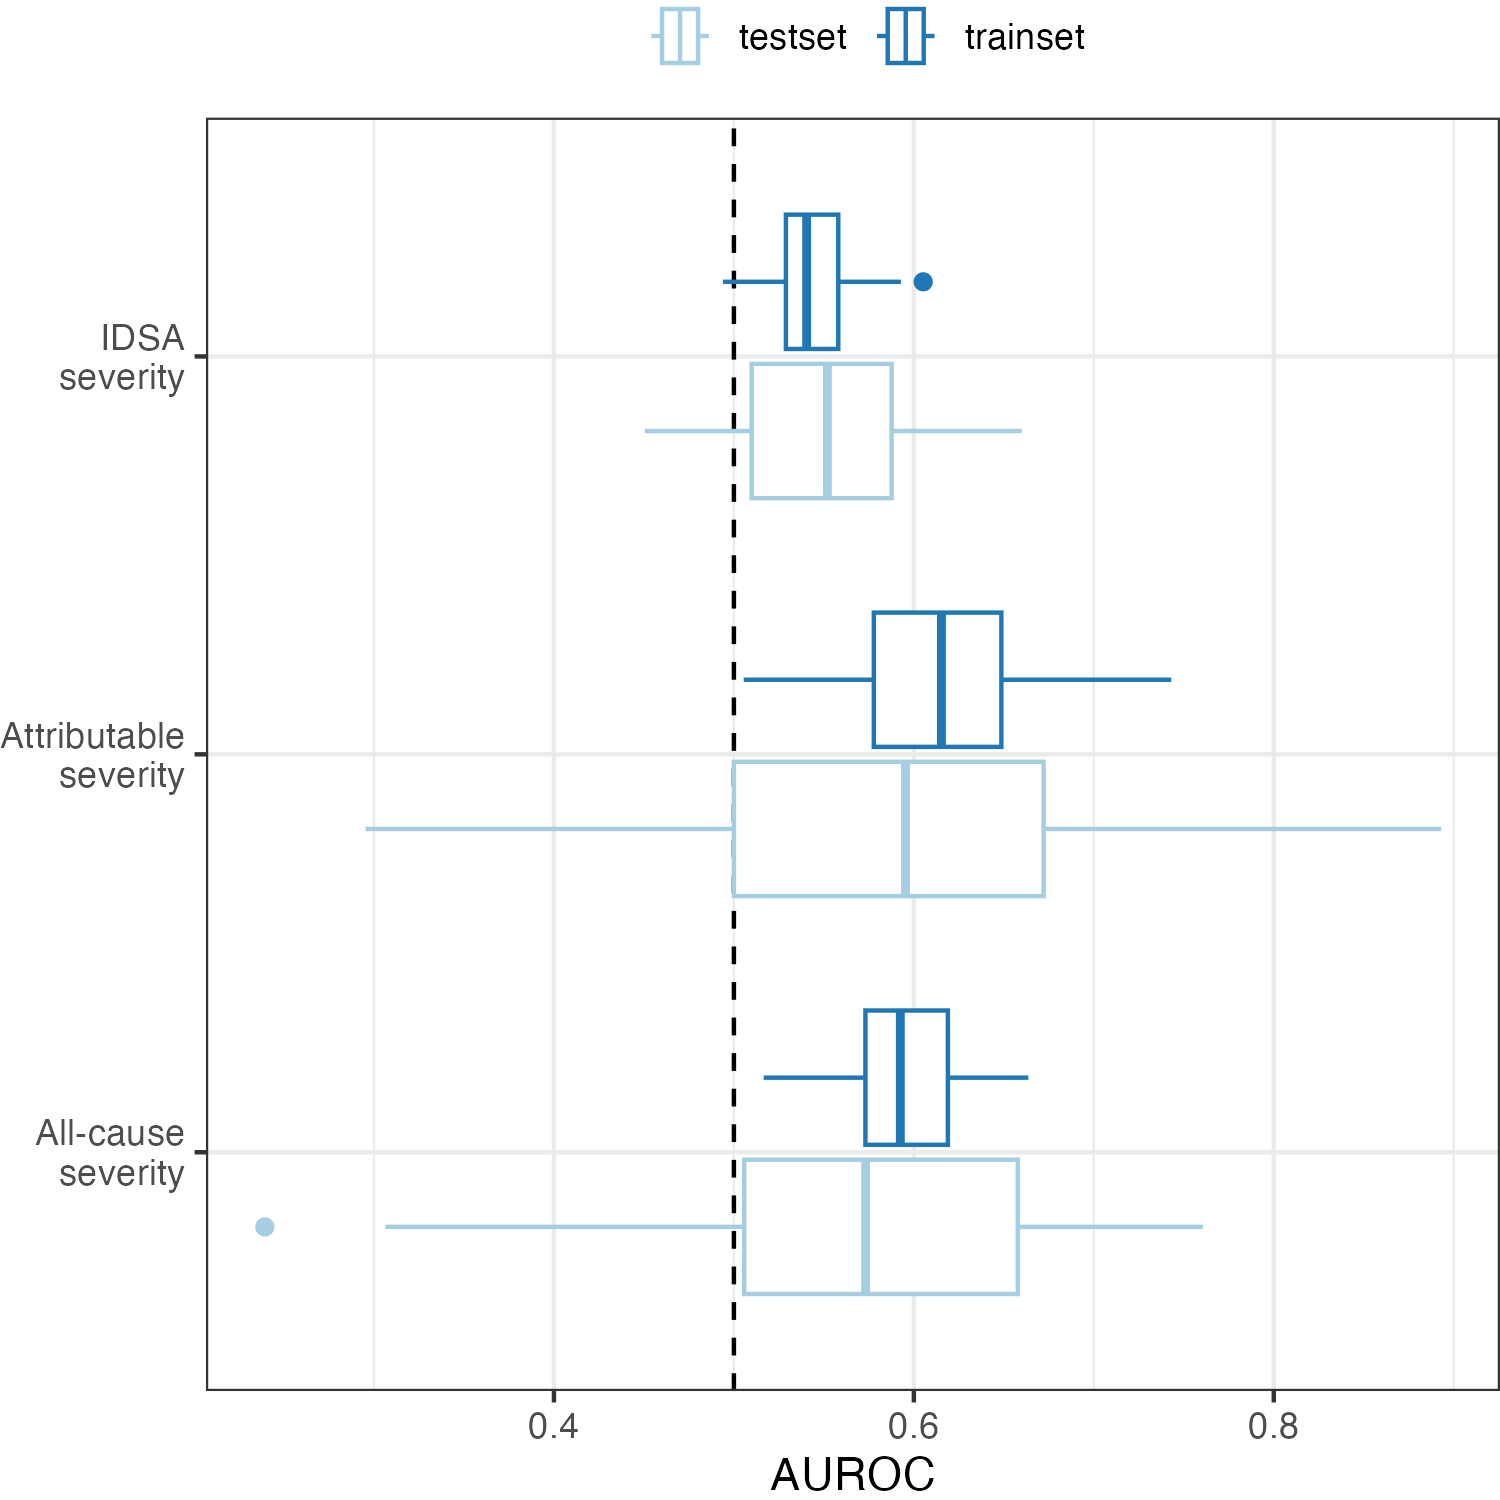 testset trainset
IDSA
severity
Attributable
severity
All-cause
severity
0.4 0.6 0.8
AUROC